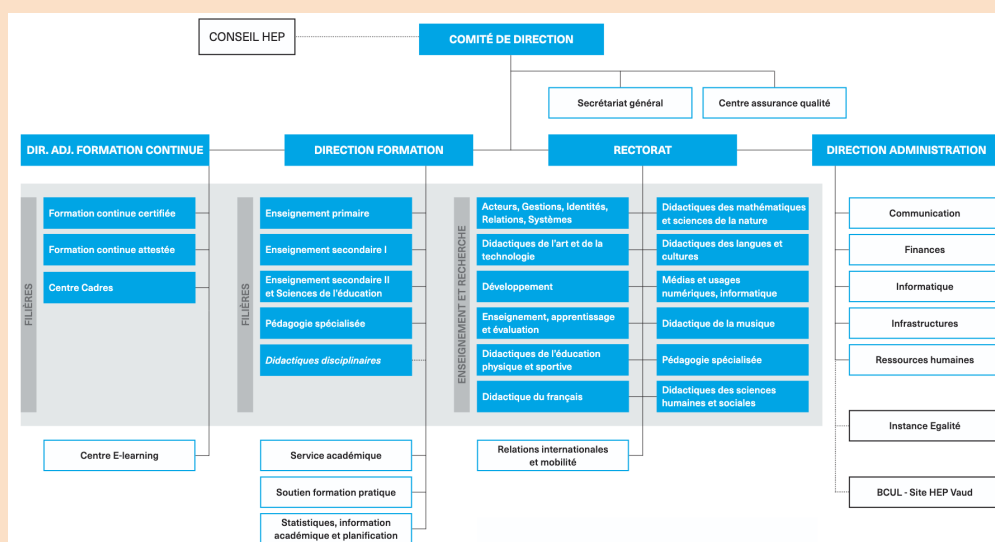 CONSEIL HEP
COMITÉ DE DIRECTION
Secrétariat général
Centre assurance qualité
DIR. ADJ. FORMATION CONTINUE
DIRECTION FORMATION
RECTORAT
DIRECTION ADMINISTRATION
FILIÈRES
Formation continue certifiée
Formation continue attestée
Centre Cadres
Centre E-learning
FILIÈRES
Enseignement primaire
Enseignement secondaire I
Enseignement secondaire II
et Sciences de l'éducation
Pédagogie spécialisée
Didactiques disciplinaires
Service académique
Soutien formation pratique
Statistiques, information
académique et planification
ENSEIGNEMENT ET RECHERCHE
Acteurs, Gestions, Identités,
Relations, Systèmes
Didactiques de l'art et de la
technologie
Développement
Enseignement, apprentissage
et évaluation
Didactiques de l'éducation
physique et sportive
Didactique du français
Didactiques des mathématiques
et sciences de la nature
Didactiques des langues et
cultures
Médias et usages
numériques, informatique
Didactique de la musique
Pédagogie spécialisée
Didactiques des sciences
humaines et sociales
Relations internationales
et mobilité
Communication
Finances
Informatique
Infrastructures
Ressources humaines
Instance Egalité
BCUL - Site HEP Vaud